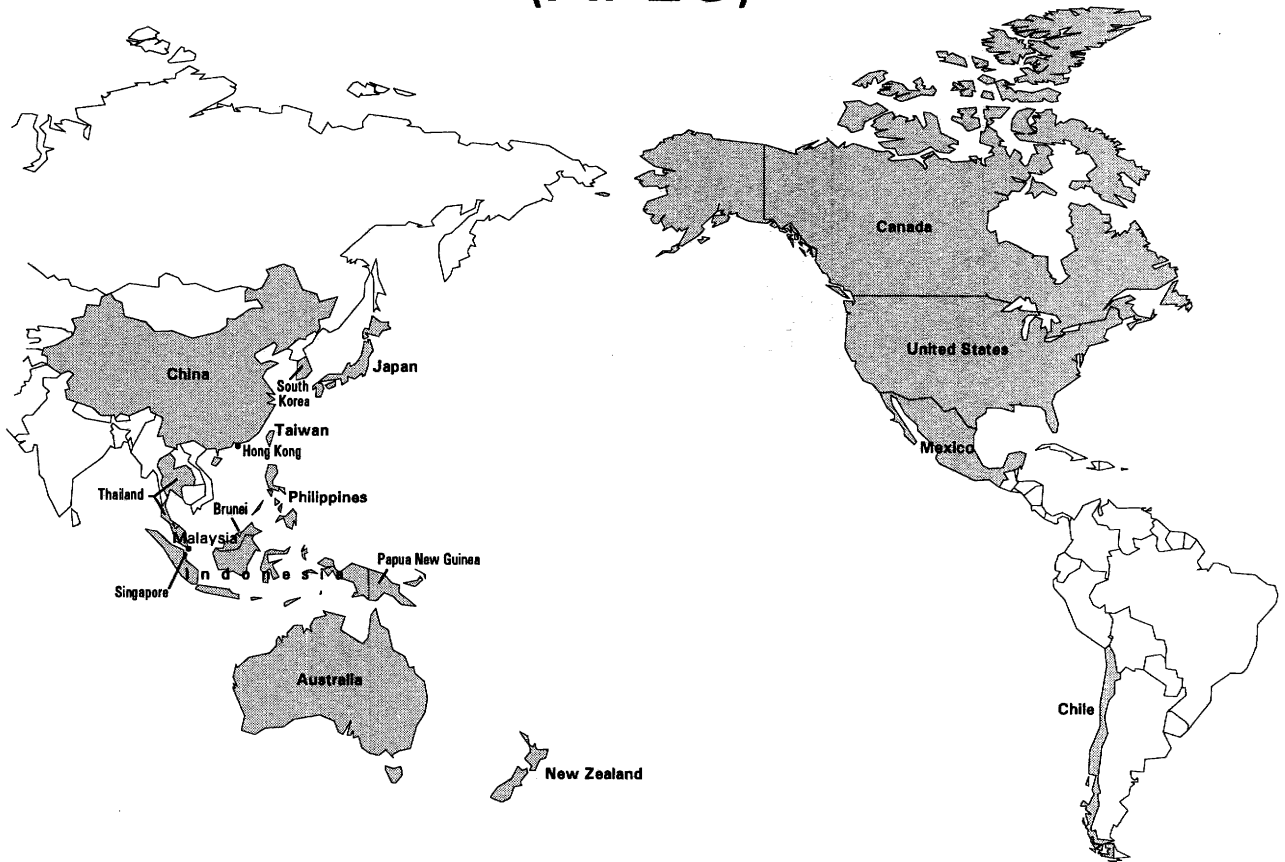 Canada
United States
China
Japan
South
Korea
Taiwan
Hong Kong
Mexico
Thailand
Philippines
Brunei
Malaysia
Papua New Guinea
Indonesia
Singapore
Australia
Chile
New Zealand